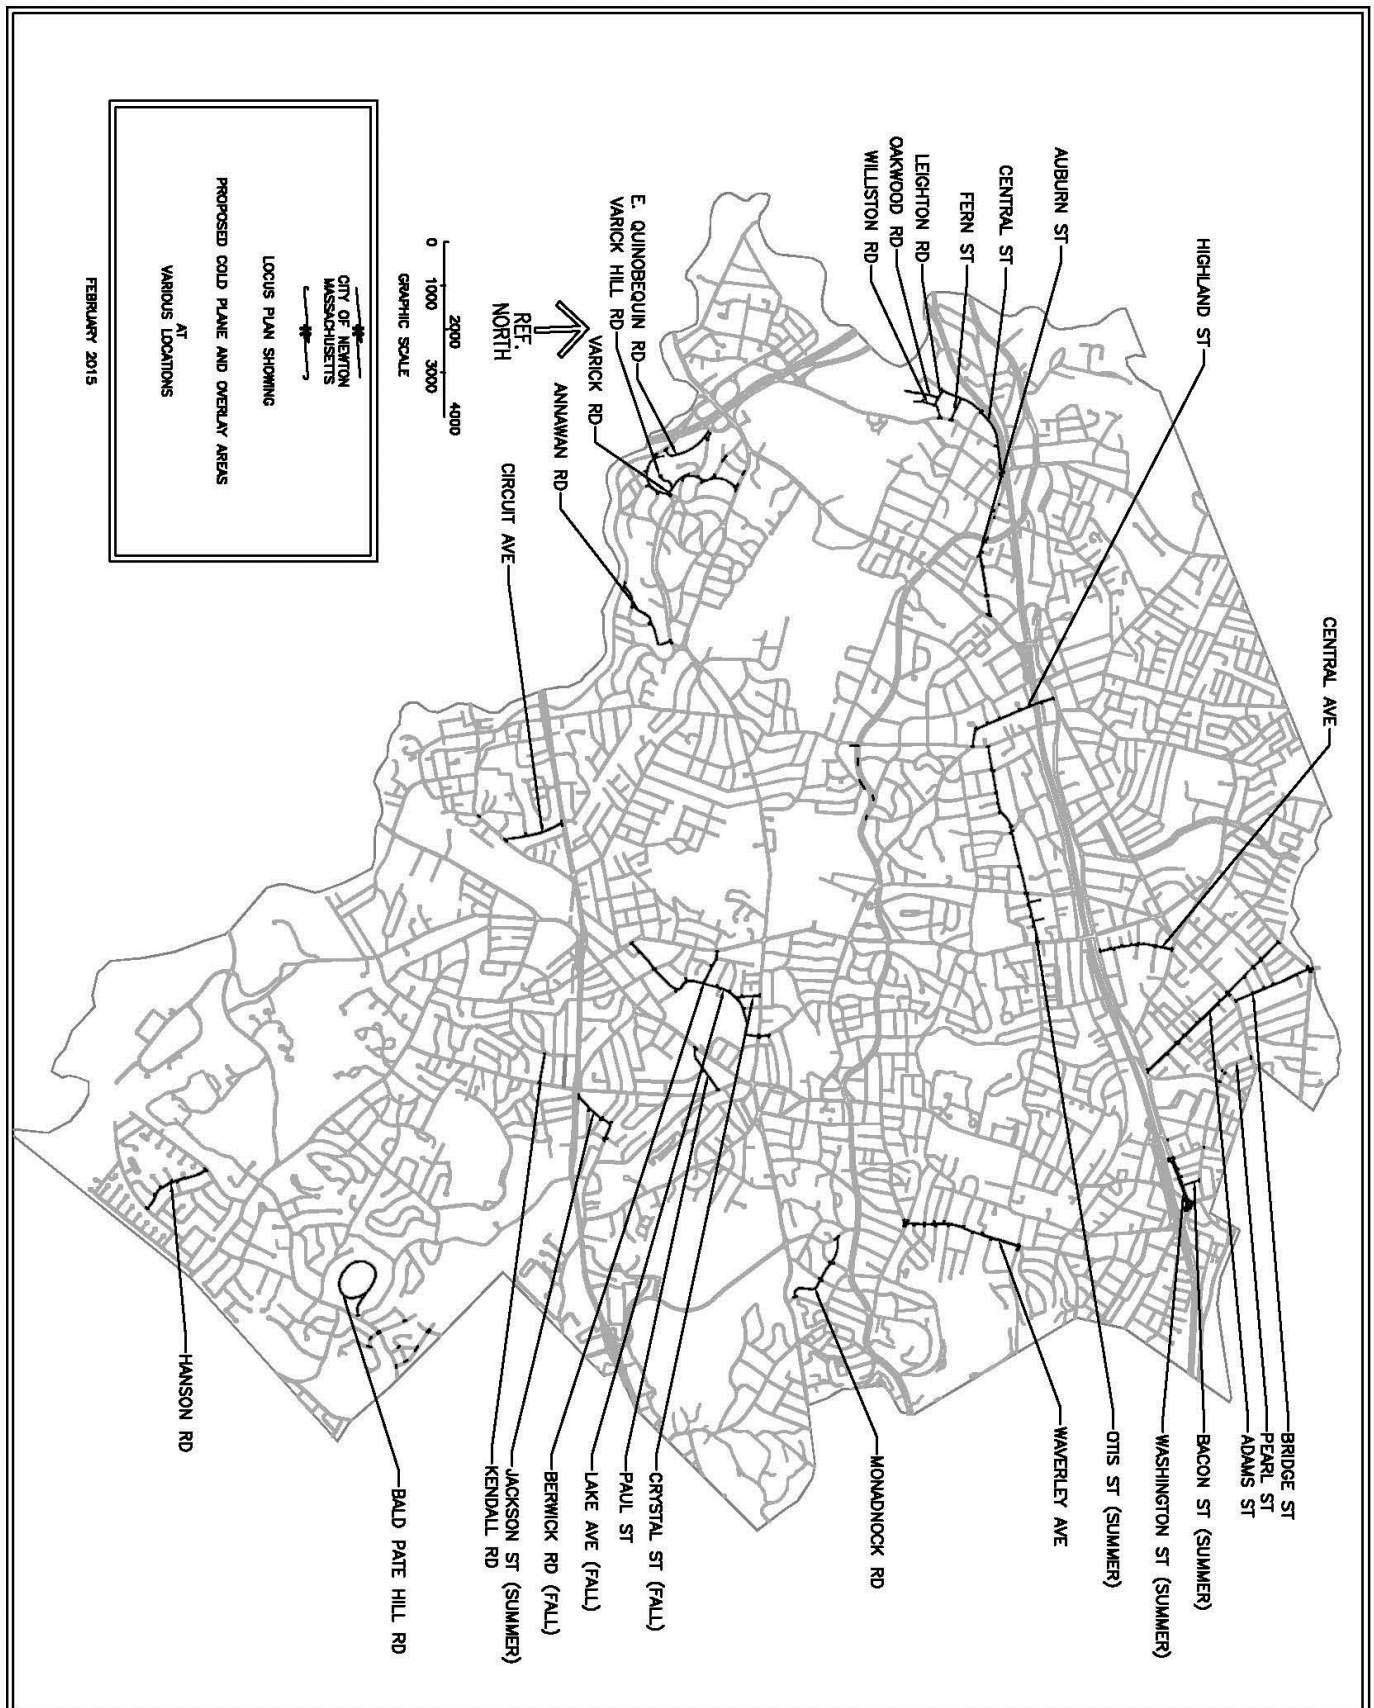 CITY OF NEWTON
MASSACHUSETTS
LOCUS PLAN SHOWING
PROPOSED COLD PLANE AND OVERLAY AREAS
AT
VARIOUS LOCATIONS
FEBRUARY 2015
0 1000 2000 3000 4000
GRAPHIC SCALE
REF.
NORTH
AUBURN ST
CENTRAL ST
FERN ST
LEIGHTON RD
OAKWOOD RD
WILLISTON RD
E. QUINOBEQUIN RD
VARICK HILL RD
VARICK RD
ANNAWAN RD
CIRCUIT AVE
HIGHLAND ST
CENTRAL AVE
BRIDGE ST
PEARL ST
ADAMS ST
BACON ST (SUMMER)
WASHINGTON ST (SUMMER)
OTIS ST (SUMMER)
WAVERLEY AVE
MONADNOCK RD
CRYSTAL ST (FALL)
PAUL ST
LAKE AVE (FALL)
BERWICK RD (FALL)
JACKSON ST (SUMMER)
KENDALL RD
BALD PATE HILL RD
HANSON RD